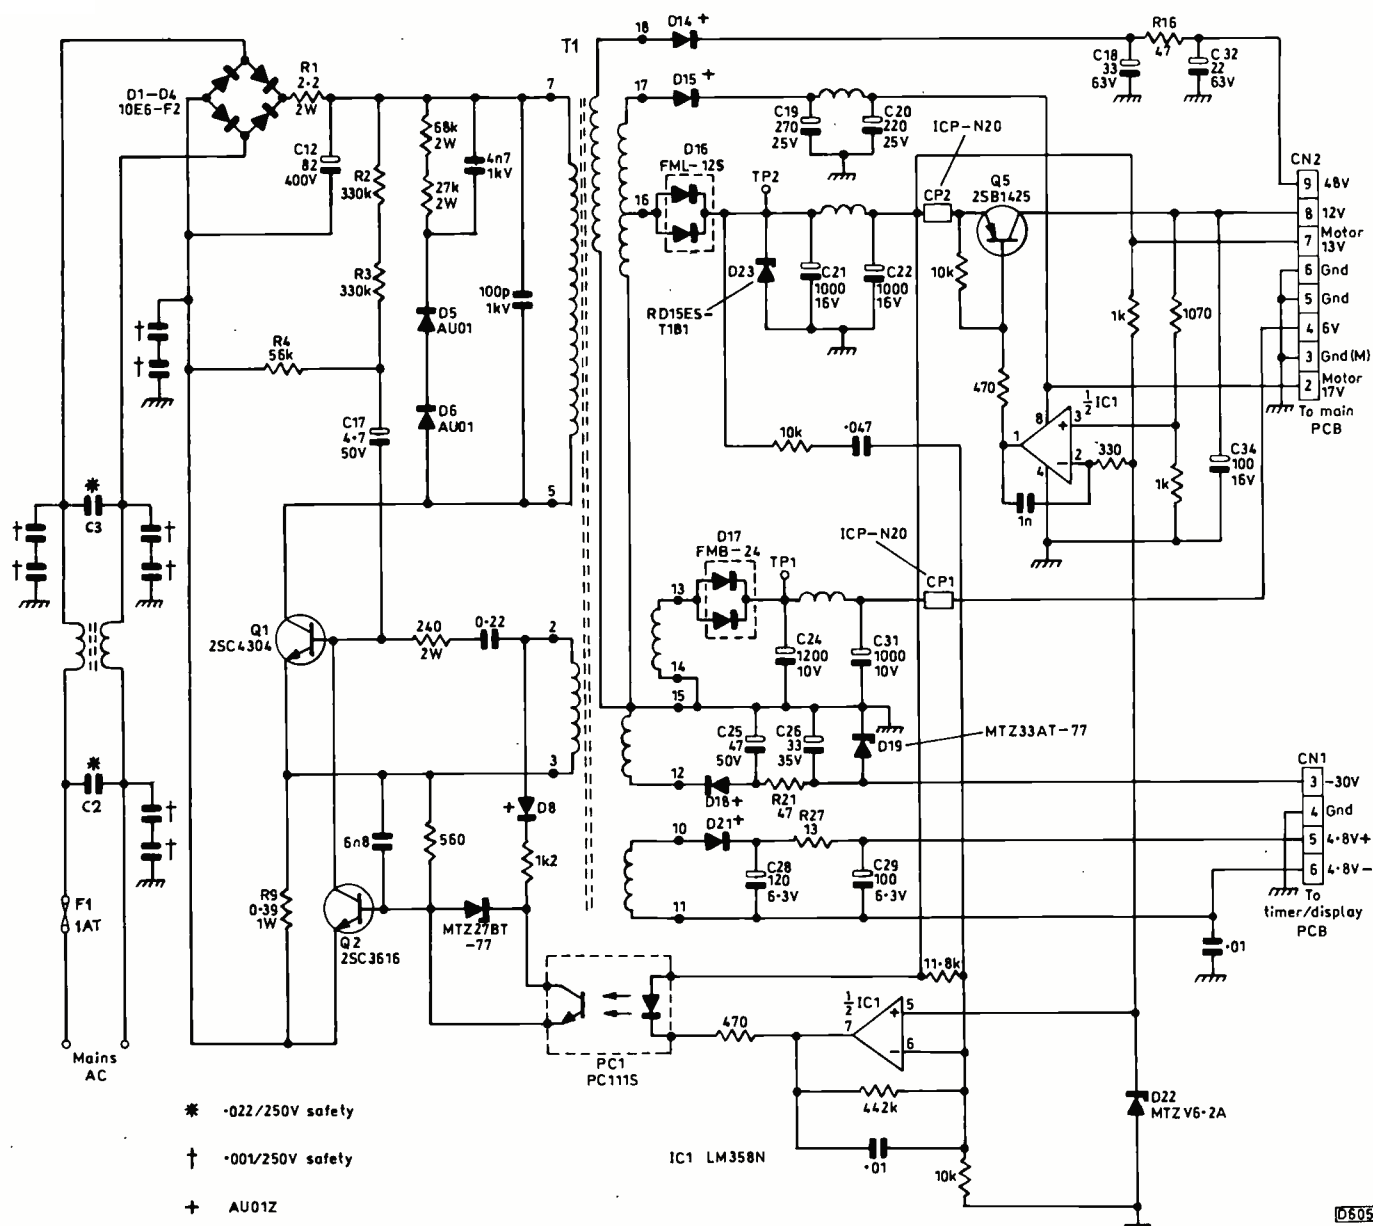 T1
D14 +
R16
47
C18
33
63V
C 32
22
63V
18
D1-D4
10E6-F2
R1
2·2
2W
7
17
D15 +
C19
270
25V
C20
220
25V
ICP-N20
C12
82
400V
R2
330k
68k
2W
27k
2W
4n7
1kV
D16
FML-12S
16
TP2
CP2
Q5
2SB1425
CN2
9 48V
8 12V
7 Motor
13V
6 Gnd
5 Gnd
4 6V
3 Gnd(M)
2 Motor
17V
To main
PCB
R3
330k
100p
1kV
D5
AU01
D23
RD15ES-
T1B1
C21
1000
16V
C22
1000
16V
10k
1k
1070
†
†
R4
56k
D6
AU01
C17
4·7
50V
470
½ IC1
8
3
+
1
2
−
4
330
10k
·047
1n
1k
C34
100
16V
*
C3
†
†
†
†
5
D17
FMB-24
13
TP1
ICP-N20
CP1
Q1
2SC4304
240
2W
0·22
2
C24
1200
10V
C31
1000
10V
14
15
3
C25
47
50V
C26
33
35V
D19
MTZ33AT-77
*
C2
†
†
12
D18+
R21
47
CN1
3 -30V
4 Gnd
5 4·8V+
6 4·8V-
To
timer/display
PCB
+ D8
6n8
560
1k2
10
D21+
R27
13
C28
120
6·3V
C29
100
6·3V
11
F1
1AT
R9
0·39
1W
Q2
2SC3616
MTZ27BT
-77
·01
11·8k
½ IC1
5
+
7
6
−
470
PC1
PC111S
Mains
AC
442k
D22
MTZV6·2A
·01
10k
IC1 LM358N
* ·022/250V safety
† ·001/250V safety
+ AU01Z
D605